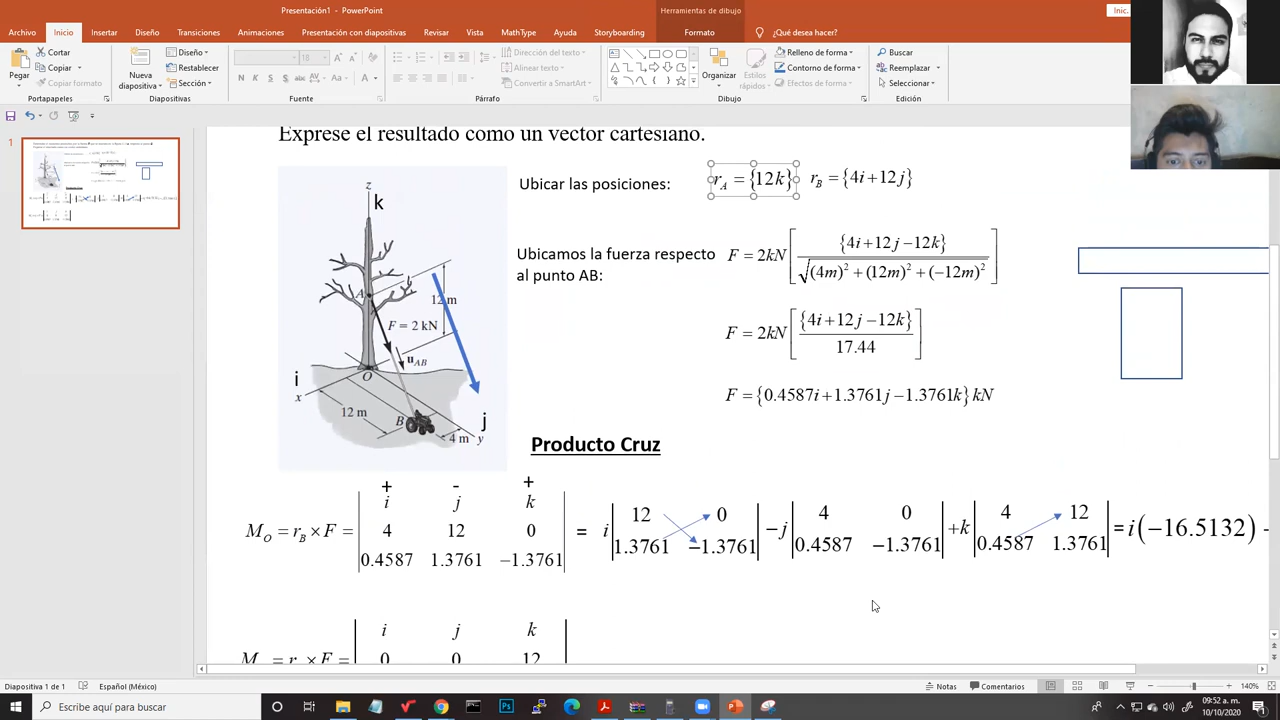 Presentación1 - PowerPoint
Herramientas de dibujo
Inic.
Archivo Inicio Insertar Diseño Transiciones Animaciones Presentación con diapositivas Revisar Vista MathType Ayuda Storyboarding Formato ¿Qué desea hacer?
Pegar
Cortar
Copiar
Copiar formato
Portapapeles
Nueva diapositiva
Diseño
Restablecer
Sección
Diapositivas
18
N K S S abc AV Aa A
Fuente
Dirección del texto
Alinear texto
Convertir a SmartArt
Párrafo
Organizar
Estilos rápidos
Relleno de forma
Contorno de forma
Efectos de forma
Dibujo
Buscar
Reemplazar
Seleccionar
Edición
1
Exprese el resultado como un vector cartesiano.
Ubicar las posiciones: r_A = {12k} r_B = {4i+12j}
z
k
A
12 m
F = 2 kN
u_AB
i
x
O
12 m
B
4 m
j
y
Ubicamos la fuerza respecto
al punto AB:
F = 2kN [ {4i+12j−12k} / √((4m)² + (12m)² + (−12m)²) ]
F = 2kN [ {4i+12j−12k} / 17.44 ]
F = {0.4587i+1.3761j−1.3761k} kN
Producto Cruz
+ - +
i j k
M_O = r_B × F = | 4 12 0 | = i | 12 0 | −j | 4 0 | +k | 4 12 | = i(−16.5132) −
0.4587 1.3761 −1.3761 1.3761 −1.3761 0.4587 −1.3761 0.4587 1.3761
i j k
M = r × F = 0 0 12
Diapositiva 1 de 1 Español (México) Notas Comentarios 140%
Escribe aquí para buscar
ESP
09:52 a. m.
10/10/2020